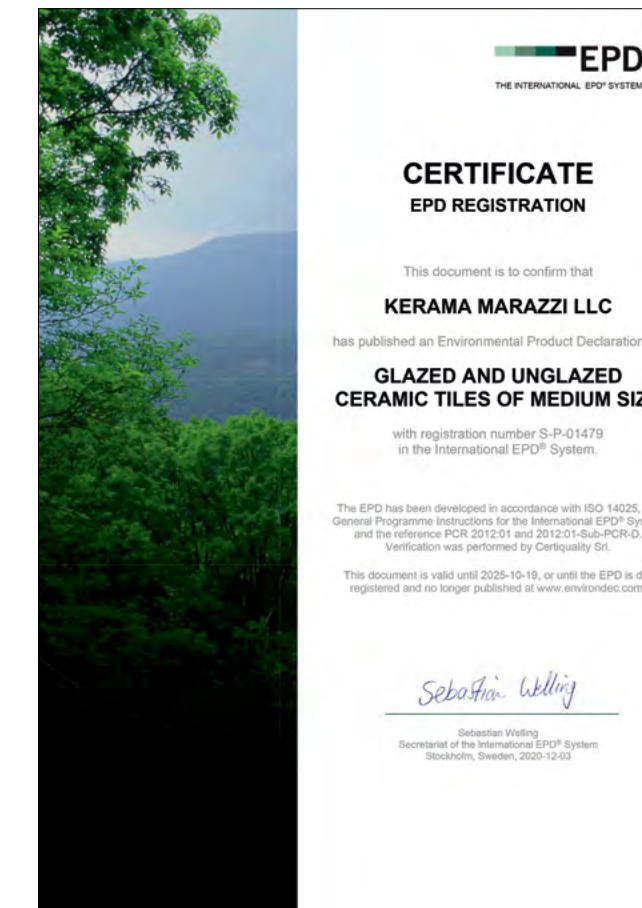 EPD
THE INTERNATIONAL EPD® SYSTEM
CERTIFICATE
EPD REGISTRATION
This document is to confirm that
KERAMA MARAZZI LLC
has published an Environmental Product Declaration
GLAZED AND UNGLAZED
CERAMIC TILES OF MEDIUM SIZ
with registration number S-P-01479
in the International EPD® System.
The EPD has been developed in accordance with ISO 14025,
General Programme Instructions for the International EPD® Sys
and the reference PCR 2012:01 and 2012:01-Sub-PCR-D.
Verification was performed by Certiquality Srl.
This document is valid until 2025-10-19, or until the EPD is d
registered and no longer published at www.environdec.com
Sebastian Welling
Sebastian Welling
Secretariat of the International EPD® System
Stockholm, Sweden, 2020-12-03